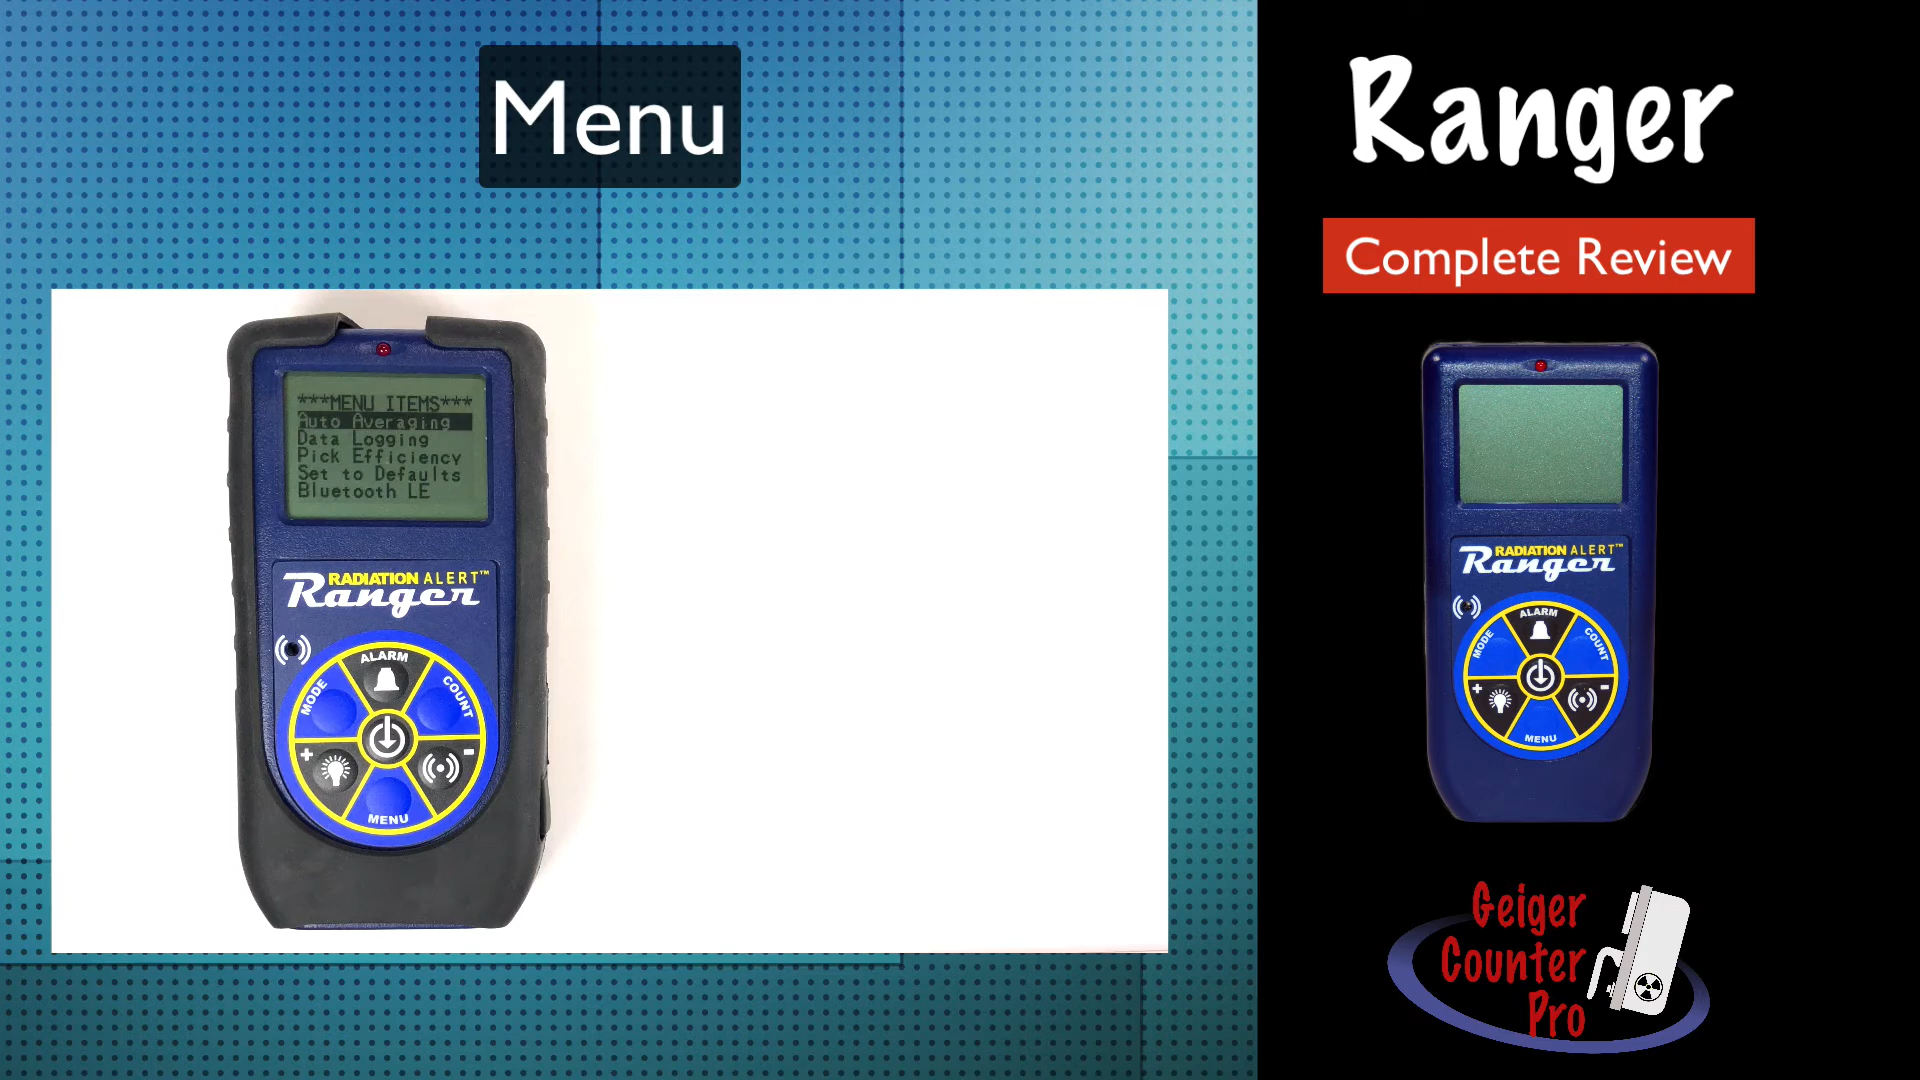 Menu
***MENU ITEMS***
Auto Averaging
Data Logging
Pick Efficiency
Set to Defaults
Bluetooth LE
RADIATION ALERT™
Ranger
ALARM
MODE
COUNT
+
-
MENU
Ranger
Complete Review
RADIATION ALERT™
Ranger
ALARM
MODE
COUNT
+
-
MENU
Geiger
Counter
Pro